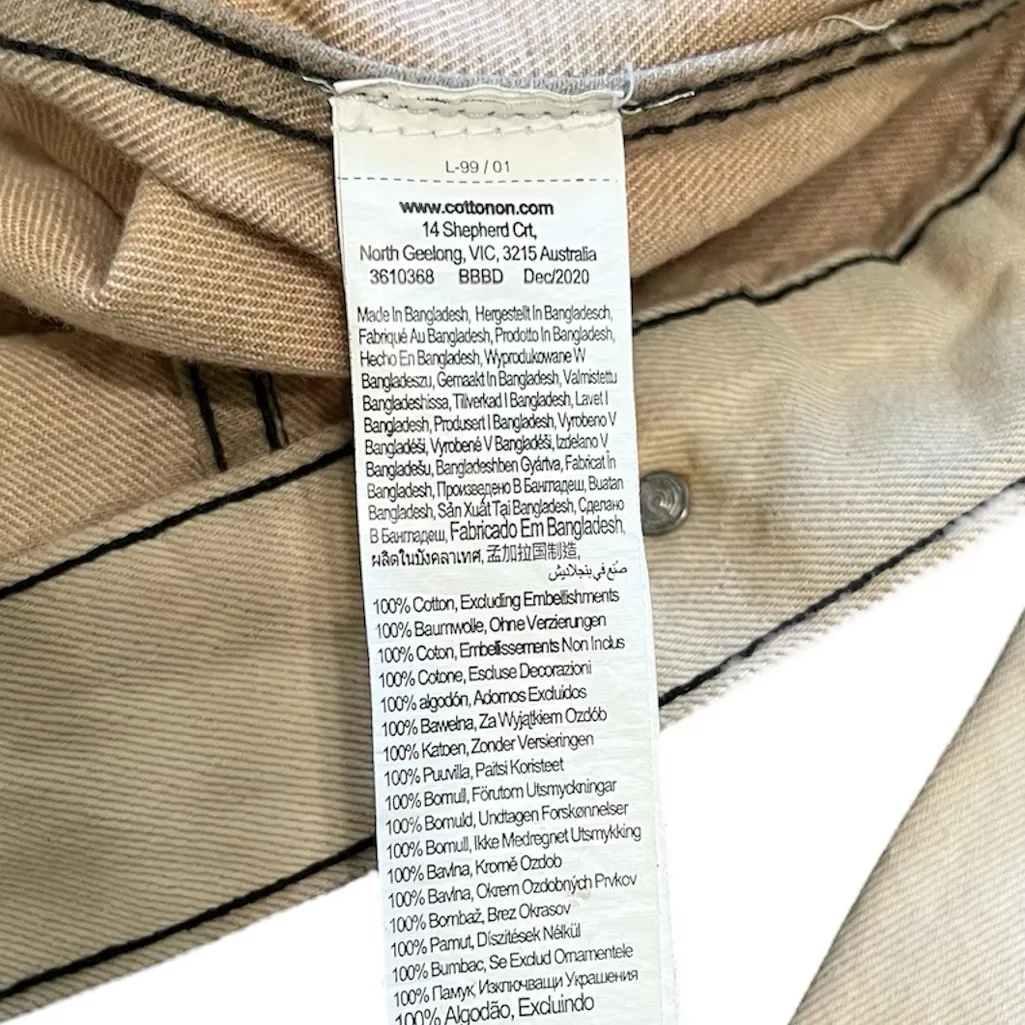 L-99 / 01
www.cottonon.com
14 Shepherd Crt,
North Geelong, VIC, 3215 Australia
3610368 BBBD Dec/2020
Made In Bangladesh, Hergestellt In Bangladesch,
Fabriqué Au Bangladesh, Prodotto In Bangladesh,
Hecho En Bangladesh, Wyprodukowane W
Bangladeszu, Gemaakt In Bangladesh, Valmistettu
Bangladeshissa, Tillverkad I Bangladesh, Lavet I
Bangladesh, Produsert I Bangladesh, Vyrobeno V
Bangladéši, Vyrobené V Bangladéši, Izdelano V
Bangladešu, Bangladeshben Gyártva, Fabricat În
Bangladesh, Произведено В Бангладеш, Buatan
Bangladesh, Sản Xuất Tại Bangladesh, Сделано
В Бангладеш, Fabricado Em Bangladesh,
ผลิตในบังคลาเทศ, 孟加拉国制造,
صنع في بنجلاديش
100% Cotton, Excluding Embellishments
100% Baumwolle, Ohne Verzierungen
100% Coton, Embellissements Non Inclus
100% Cotone, Escluse Decorazioni
100% algodón, Adornos Excluidos
100% Bawełna, Za Wyjątkiem Ozdób
100% Katoen, Zonder Versieringen
100% Puuvilla, Paitsi Koristeet
100% Bomull, Förutom Utsmyckningar
100% Bomuld, Undtagen Forskønnelser
100% Bomull, Ikke Medregnet Utsmykking
100% Bavlna, Kromě Ozdob
100% Bavlna, Okrem Ozdobných Prvkov
100% Bombaž, Brez Okrasov
100% Pamut, Díszítések Nélkül
100% Bumbac, Se Exclud Ornamentele
100% Памук, Изключващи Украшения
100% Algodão, Excluindo